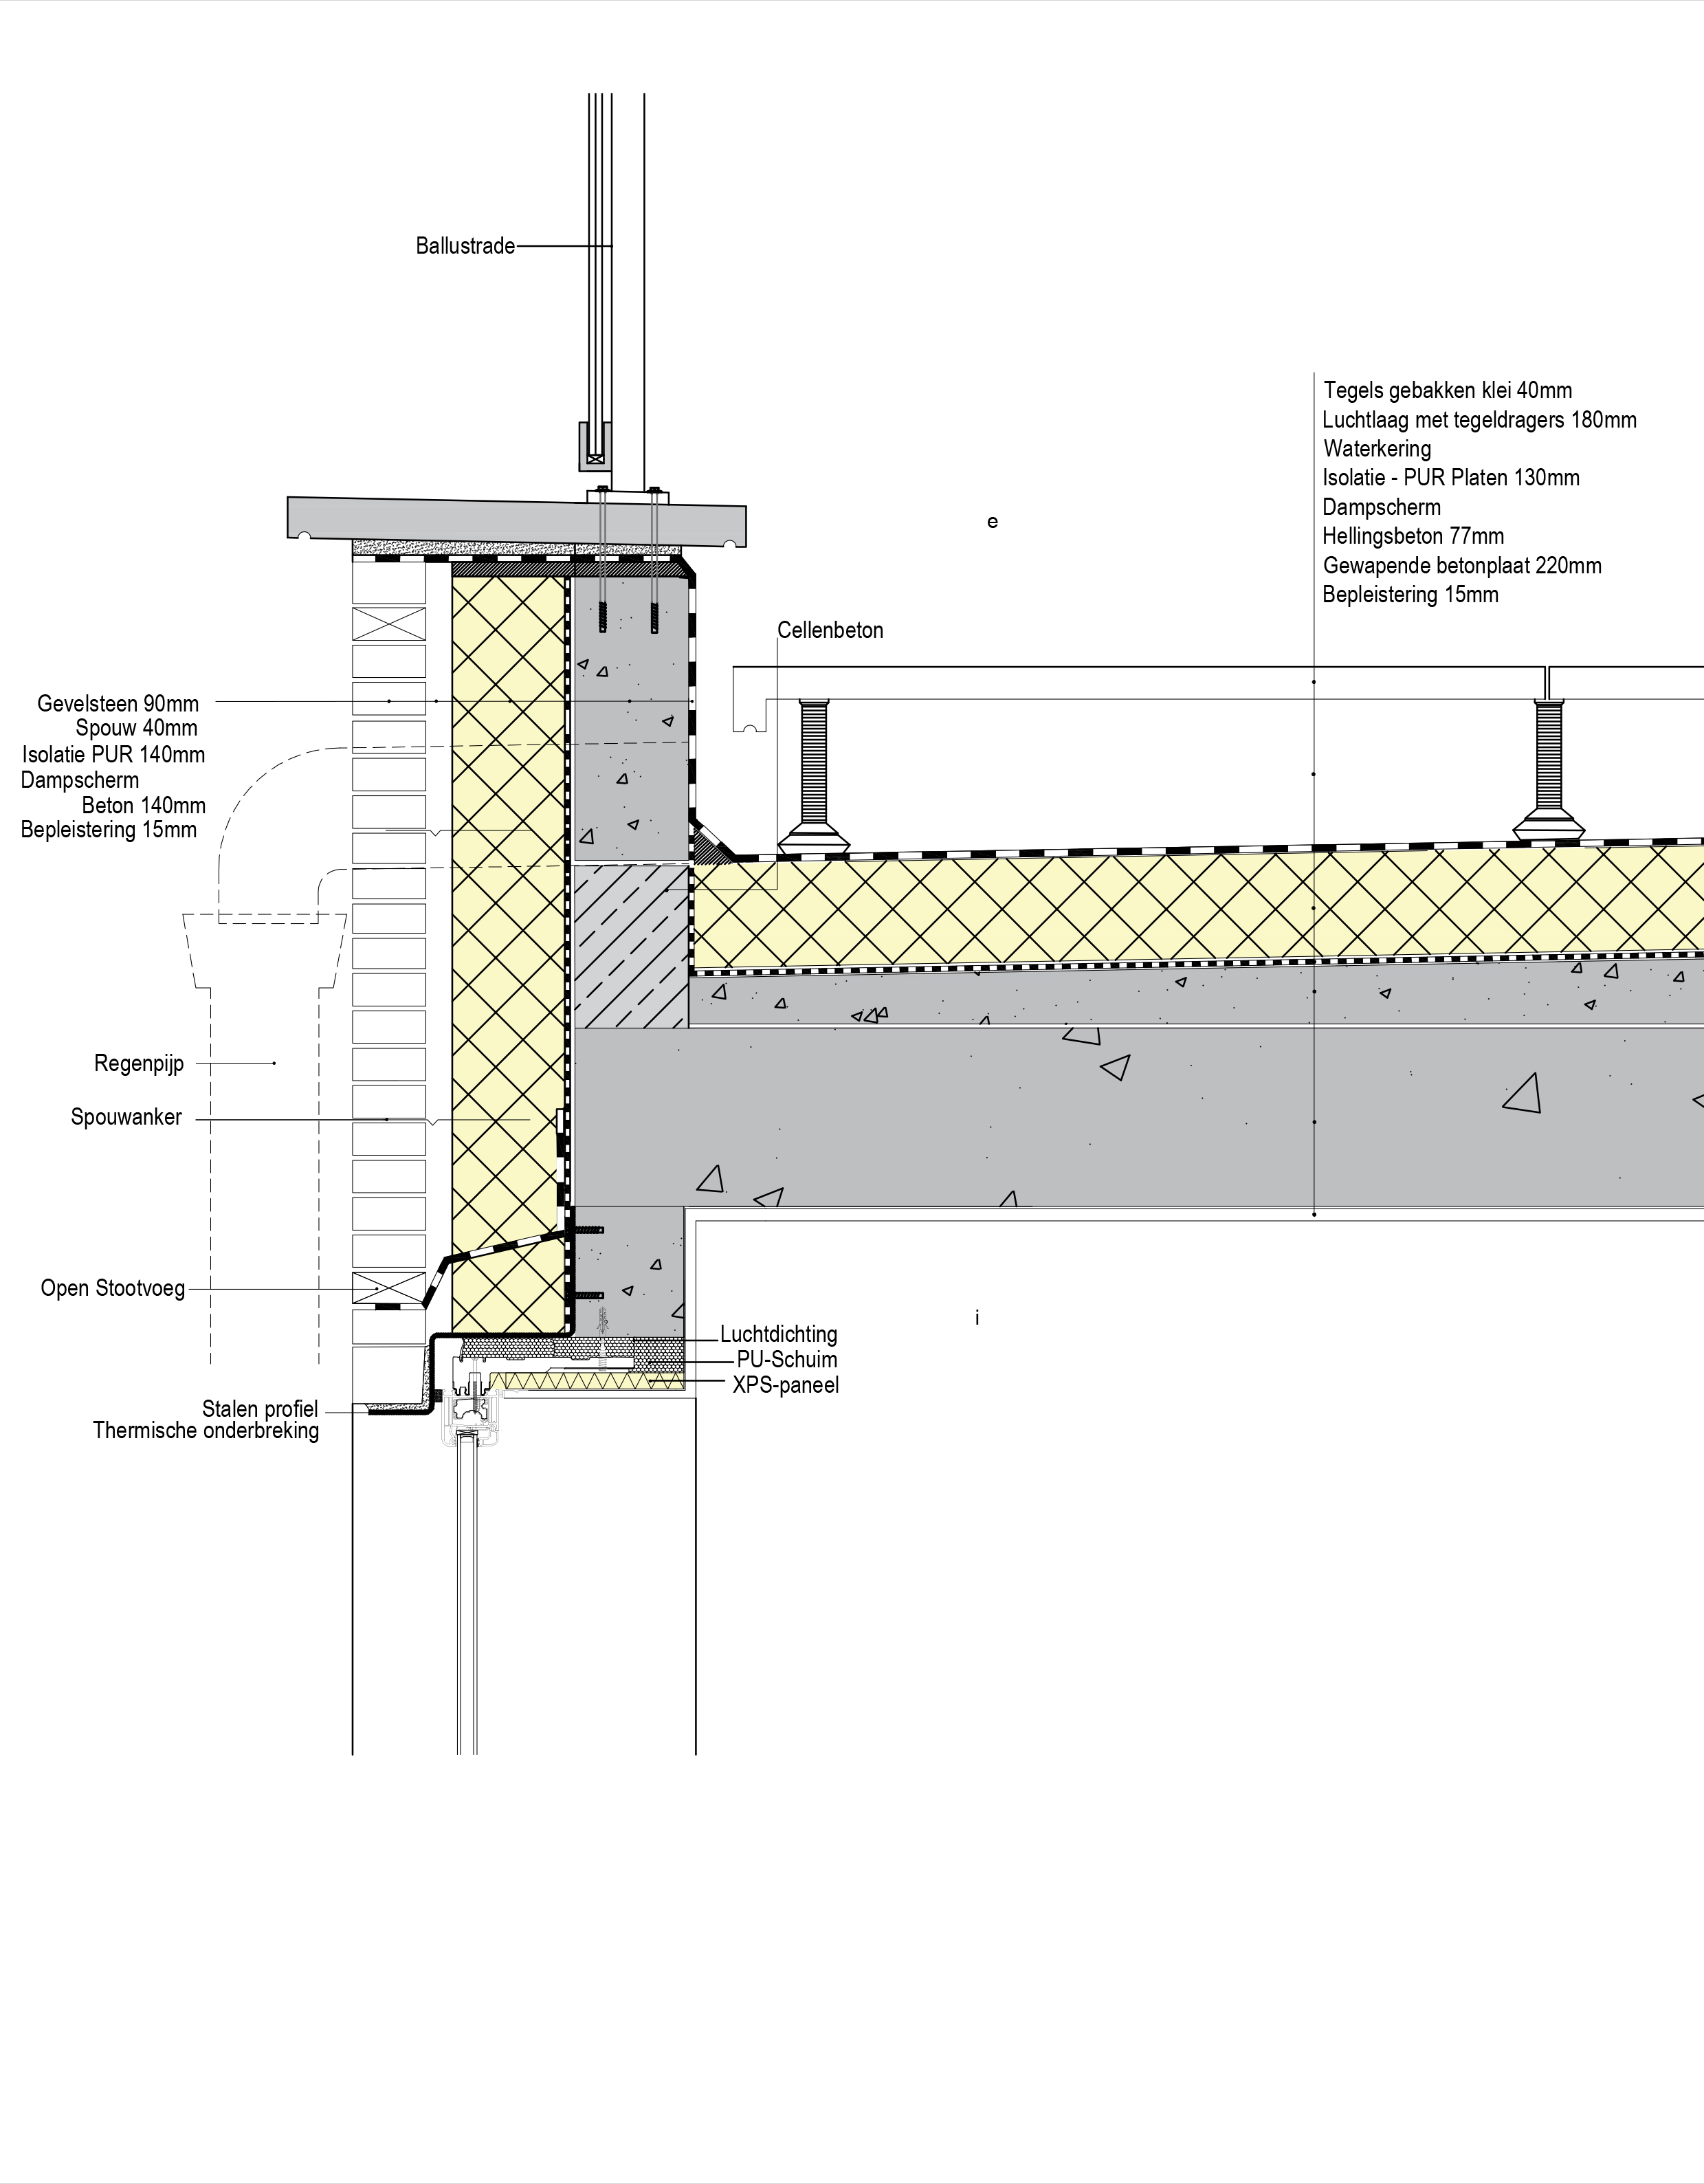 Ballustrade
Tegels gebakken klei 40mm
Luchtlaag met tegeldragers 180mm
Waterkering
Isolatie - PUR Platen 130mm
Dampscherm
Hellingsbeton 77mm
Gewapende betonplaat 220mm
Bepleistering 15mm
e
Cellenbeton
Gevelsteen 90mm
Spouw 40mm
Isolatie PUR 140mm
Dampscherm
Beton 140mm
Bepleistering 15mm
Regenpijp
Spouwanker
Open Stootvoeg
i
Luchtdichting
PU-Schuim
XPS-paneel
Stalen profiel
Thermische onderbreking